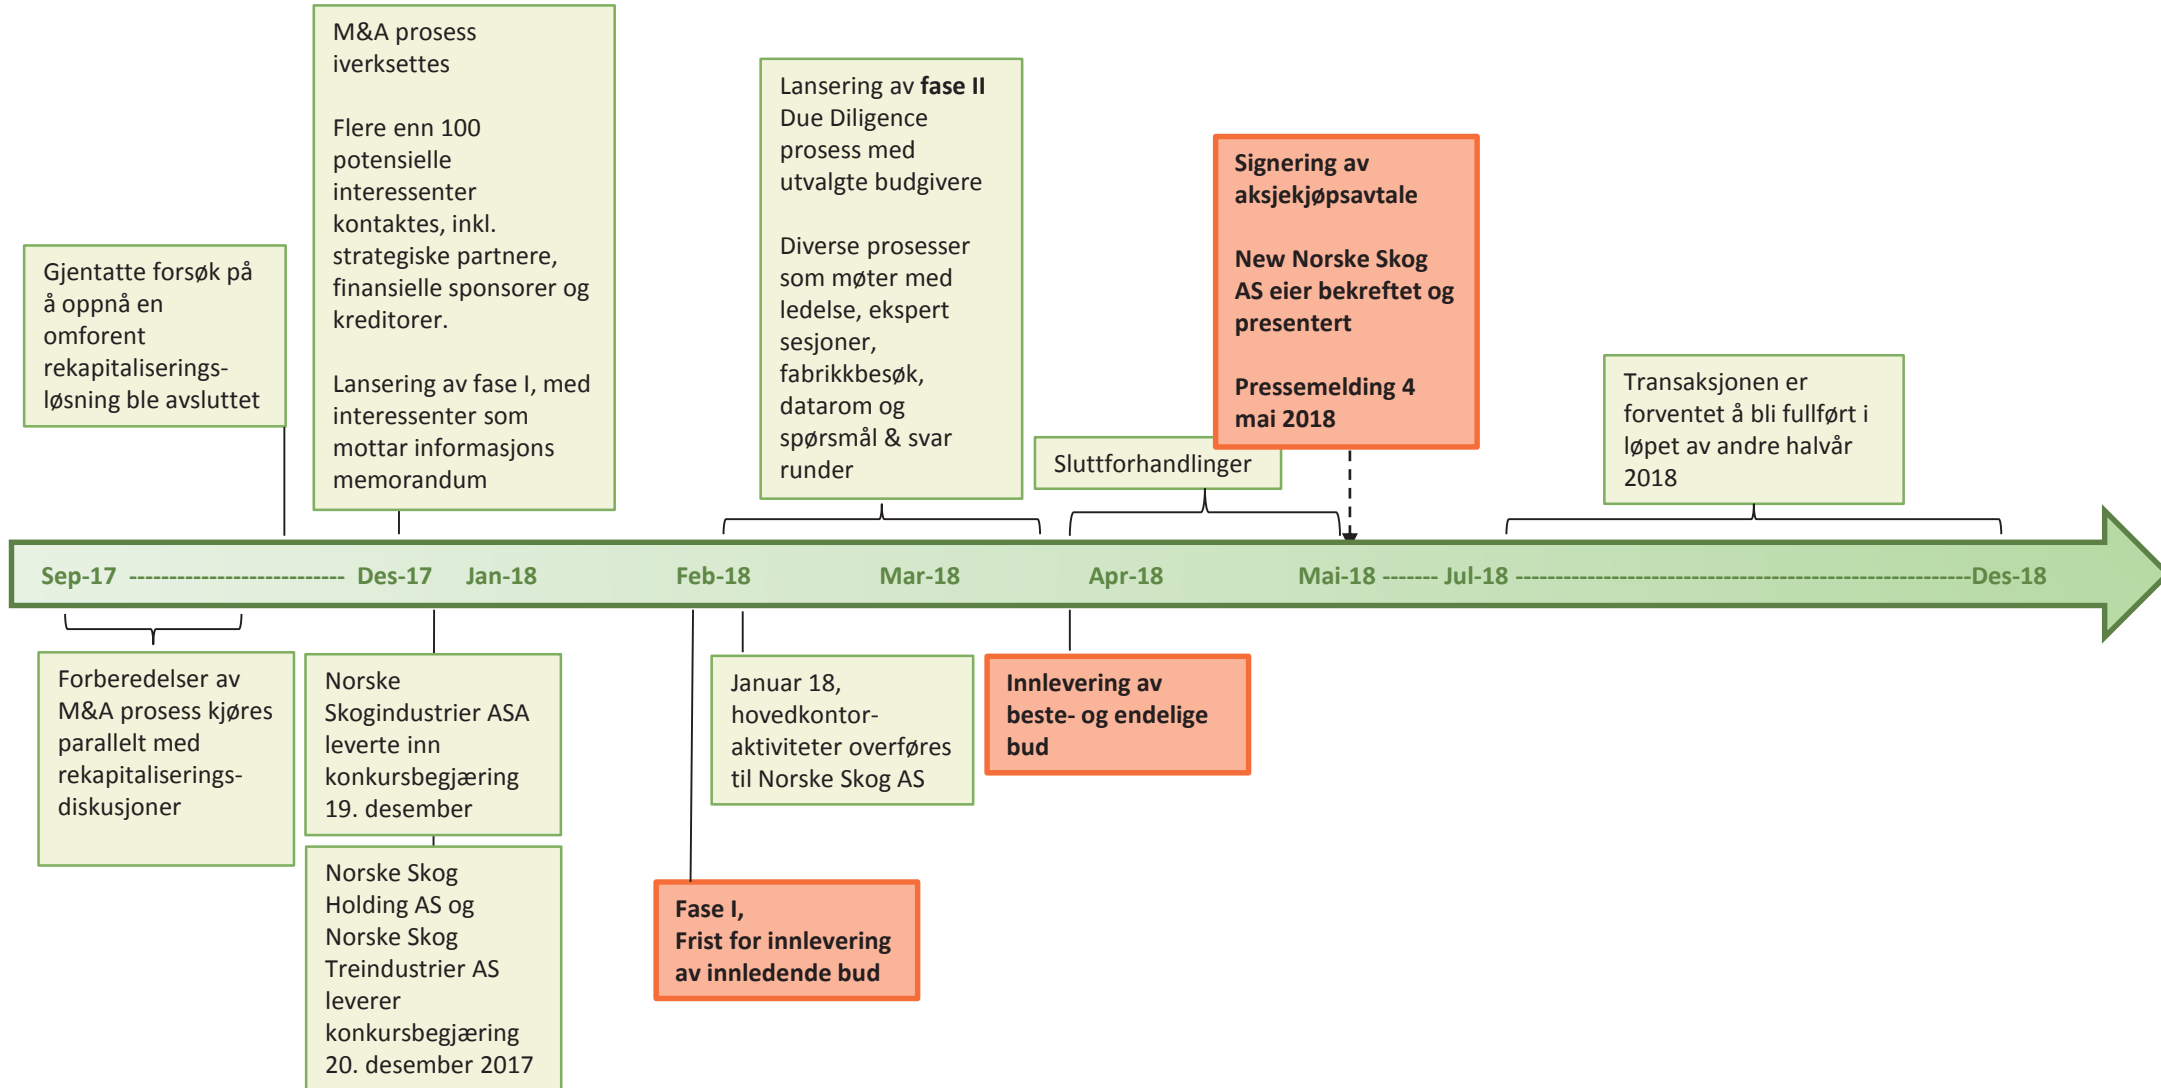 M&A prosess
iverksettes
Flere enn 100
potensielle
interessenter
kontaktes, inkl.
strategiske partnere,
finansielle sponsorer og
kreditorer.
Lansering av fase I, med
interessenter som
mottar informasjons
memorandum
Gjentatte forsøk på
å oppnå en
omforent
rekapitaliserings-
løsning ble avsluttet
Lansering av fase II
Due Diligence
prosess med
utvalgte budgivere
Diverse prosesser
som møter med
ledelse, ekspert
sesjoner,
fabrikkbesøk,
datarom og
spørsmål & svar
runder
Sluttforhandlinger
Signering av
aksjekjøpsavtale
New Norske Skog
AS eier bekreftet og
presentert
Pressemelding 4
mai 2018
Transaksjonen er
forventet å bli fullført i
løpet av andre halvår
2018
Sep-17 --------------------------- Des-17 Jan-18 Feb-18 Mar-18 Apr-18 Mai-18 ------- Jul-18 ---------------------------------------------------------Des-18
Forberedelser av
M&A prosess kjøres
parallelt med
rekapitaliserings-
diskusjoner
Norske
Skogindustrier ASA
leverte inn
konkursbegjæring
19. desember
Norske Skog
Holding AS og
Norske Skog
Treindustrier AS
leverer
konkursbegjæring
20. desember 2017
Januar 18,
hovedkontor-
aktiviteter overføres
til Norske Skog AS
Fase I,
Frist for innlevering
av innledende bud
Innlevering av
beste- og endelige
bud